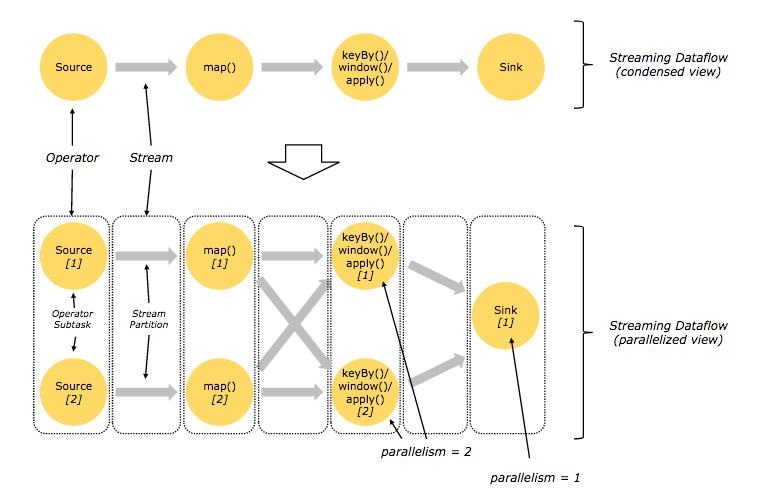 Source
map()
keyBy()/
window()/
apply()
Sink
Streaming Dataflow
(condensed view)
Operator
Stream
Source
[1]
map()
[1]
keyBy()/
window()/
apply()
[1]
Operator
Subtask
Stream
Partition
Sink
[1]
Streaming Dataflow
(parallelized view)
Source
[2]
map()
[2]
keyBy()/
window()/
apply()
[2]
parallelism = 2
parallelism = 1